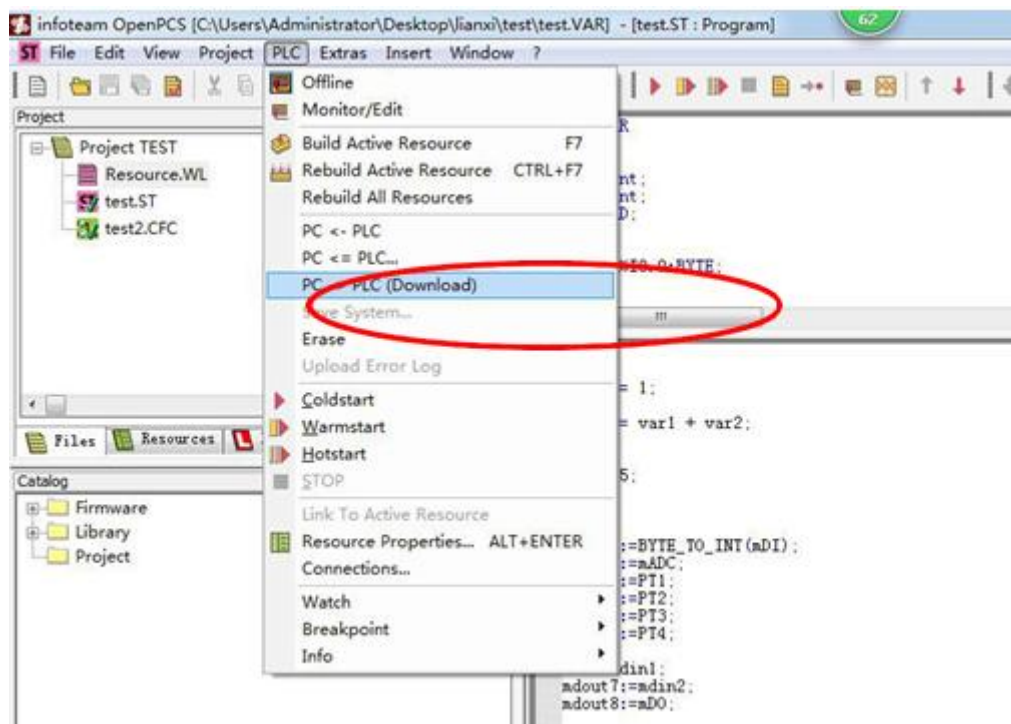 infoteam OpenPCS [C:\Users\Administrator\Desktop\lianxi\test\test.VAR] - [test.ST : Program]
62
ST File Edit View Project PLC Extras Insert Window ?
Project
Project TEST
Resource.WL
test.ST
test2.CFC
Files Resources
Catalog
Firmware
Library
Project
Offline
Monitor/Edit
Build Active Resource F7
Rebuild Active Resource CTRL+F7
Rebuild All Resources
PC <- PLC
PC <= PLC...
PC PLC (Download)
Save System...
Erase
Upload Error Log
Coldstart
Warmstart
Hotstart
STOP
Link To Active Resource
Resource Properties... ALT+ENTER
Connections...
Watch
Breakpoint
Info
R
nt;
nt;
D;
= 1;
= var1 + var2;
5;
:=BYTE_TO_INT(mDI);
:=mADC;
:=PT1;
:=PT2;
:=PT3;
:=PT4;
din1;
mdout7:=mdin2;
mdout8:=mDO;